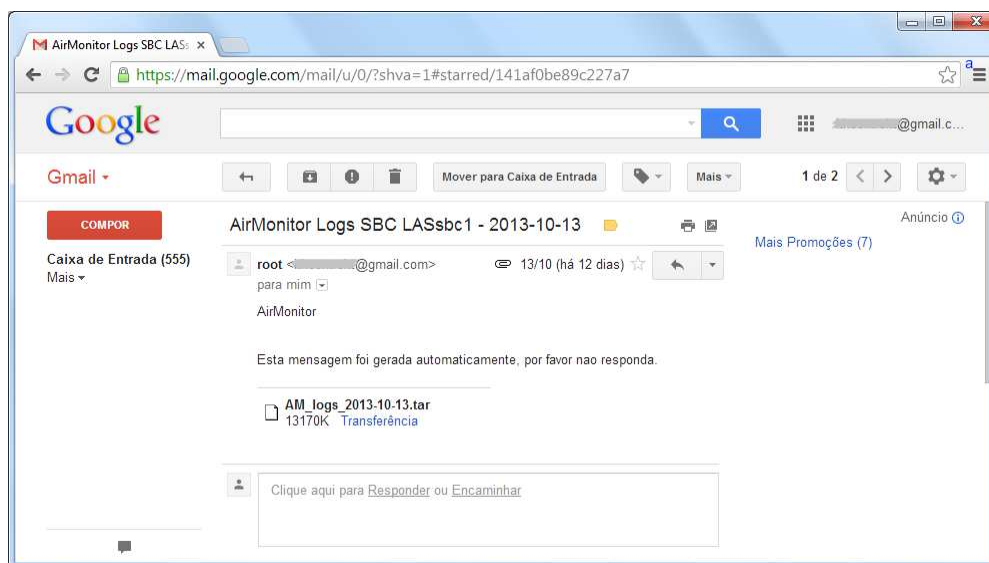 AirMonitor Logs SBC LASs
https://mail.google.com/mail/u/0/?shva=1#starred/141af0be89c227a7
a
Google
@gmail.c...
Gmail
Mover para Caixa de Entrada
Mais
1 de 2
COMPOR
AirMonitor Logs SBC LASsbc1 - 2013-10-13
Anúncio
Mais Promoções (7)
Caixa de Entrada (555)
Mais
root < @gmail.com>
13/10 (há 12 dias)
para mim
AirMonitor
Esta mensagem foi gerada automaticamente, por favor nao responda.
AM_logs_2013-10-13.tar
13170K Transferência
Clique aqui para Responder ou Encaminhar